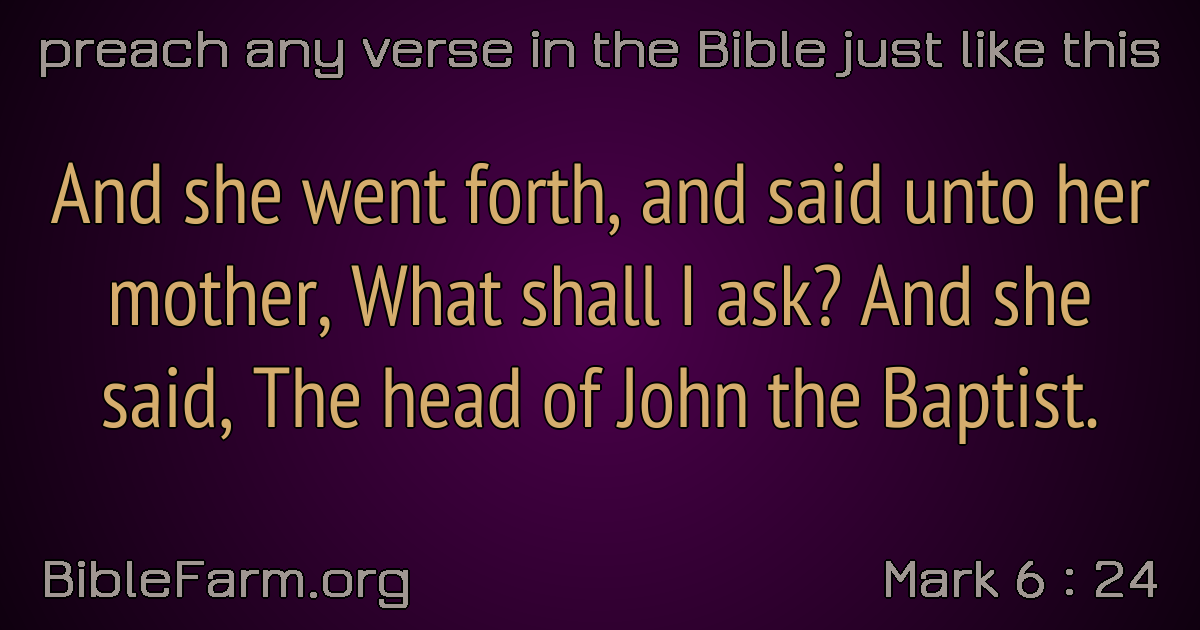 preach any verse in the Bible just like this
And she went forth, and said unto her
mother, What shall I ask? And she
said, The head of John the Baptist.
BibleFarm.org
Mark 6 : 24